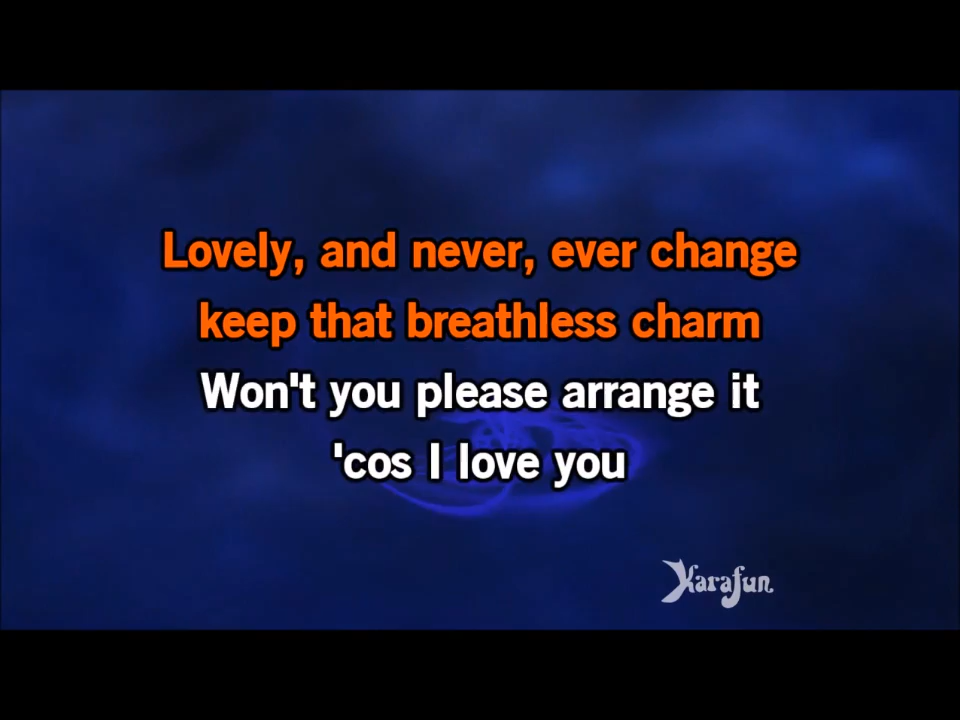 Lovely, and never, ever change
keep that breathless charm
Won't you please arrange it
'cos I love you
Karafun